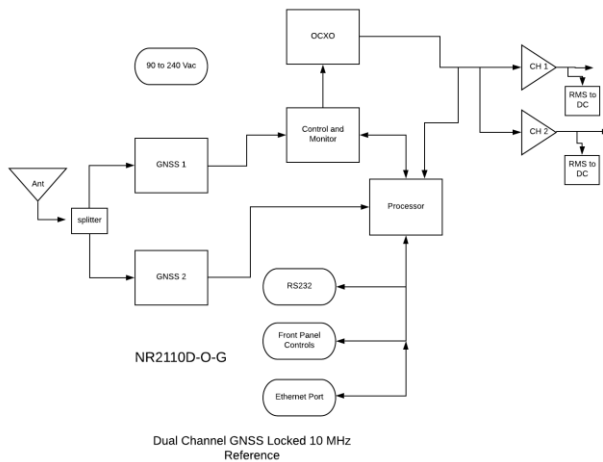 OCXO
90 to 240 Vac
CH 1
RMS to
DC
Control and
Monitor
CH 2
GNSS 1
RMS to
DC
Ant
Processor
splitter
GNSS 2
RS232
Front Panel
Controls
NR2110D-O-G
Ethernet Port
Dual Channel GNSS Locked 10 MHz
Reference